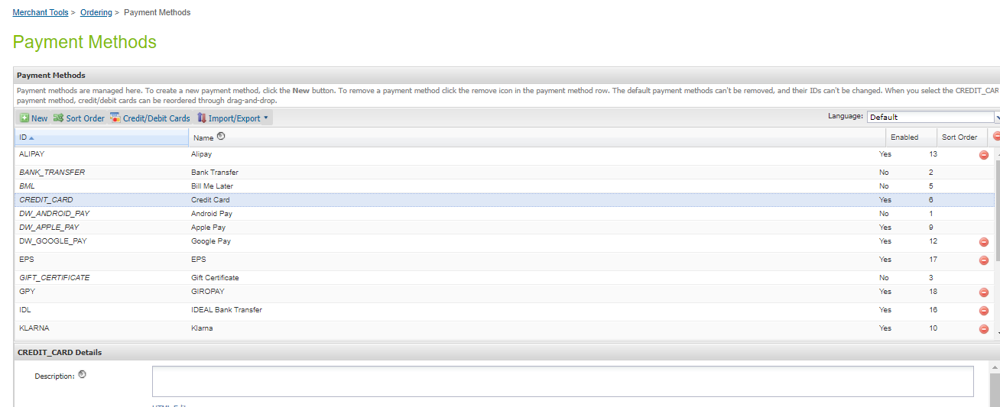 Merchant Tools > Ordering > Payment Methods
Payment Methods
Payment Methods
Payment methods are managed here. To create a new payment method, click the New button. To remove a payment method click the remove icon in the payment method row. The default payment methods can't be removed, and their IDs can't be changed. When you select the CREDIT_CAR
payment method, credit/debit cards can be reordered through drag-and-drop.
New Sort Order Credit/Debit Cards Import/Export Language: Default
ID Name Enabled Sort Order
ALIPAY Alipay Yes 13
BANK_TRANSFER Bank Transfer No 2
BML Bill Me Later No 5
CREDIT_CARD Credit Card Yes 6
DW_ANDROID_PAY Android Pay No 1
DW_APPLE_PAY Apple Pay Yes 9
DW_GOOGLE_PAY Google Pay Yes 12
EPS EPS Yes 17
GIFT_CERTIFICATE Gift Certificate No 3
GPY GIROPAY Yes 18
IDL IDEAL Bank Transfer Yes 16
KLARNA Klarna Yes 10
CREDIT_CARD Details
Description: